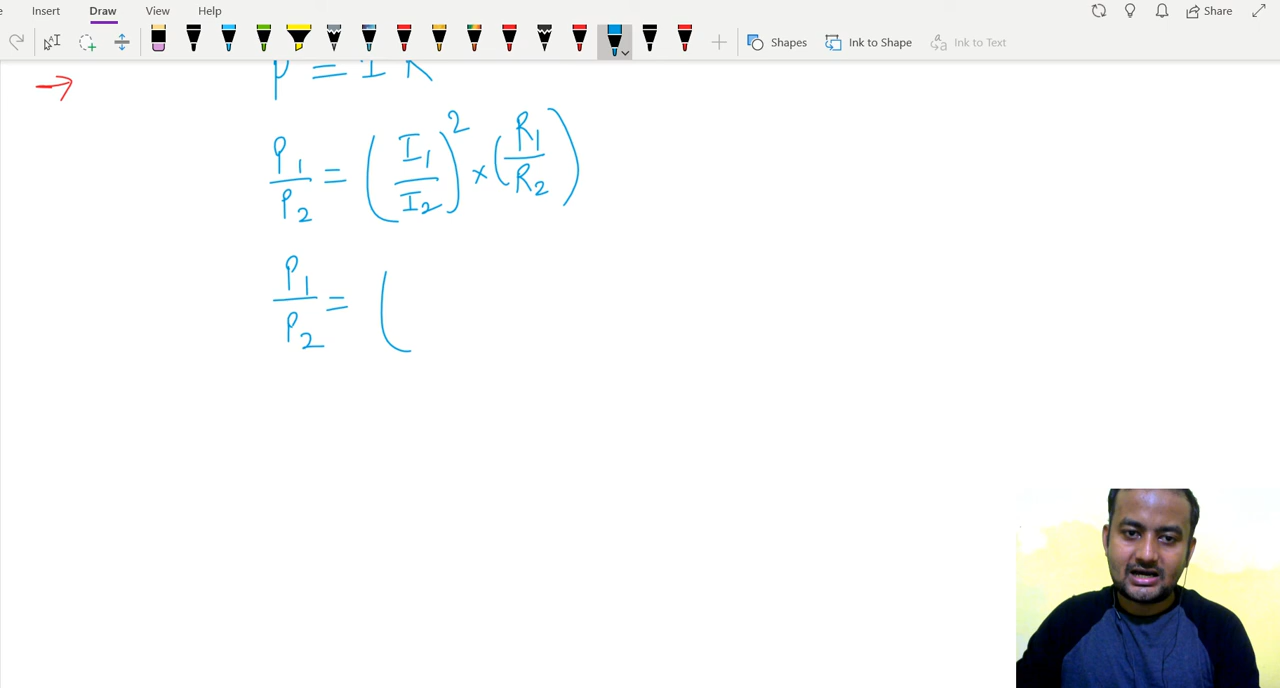 Insert Draw View Help Share
Shapes Ink to Shape Ink to Text
P = I R
P1/P2 = (I1/I2)^2 × (R1/R2)
P1/P2 = (